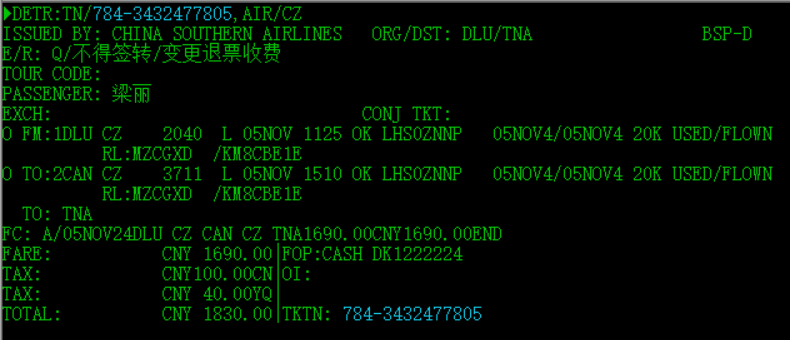 ▶DETR:TN/784-3432477805,AIR/CZ
ISSUED BY: CHINA SOUTHERN AIRLINES ORG/DST: DLU/TNA BSP-D
E/R: Q/不得签转/变更退票收费
TOUR CODE:
PASSENGER: 梁丽
EXCH: CONJ TKT:
O FM:1DLU CZ 2040 L 05NOV 1125 OK LHS0ZNNP 05NOV4/05NOV4 20K USED/FLOWN
RL:MZCGXD /KM8CBE1E
O TO:2CAN CZ 3711 L 05NOV 1510 OK LHS0ZNNP 05NOV4/05NOV4 20K USED/FLOWN
RL:MZCGXD /KM8CBE1E
TO: TNA
FC: A/05NOV24DLU CZ CAN CZ TNA1690.00CNY1690.00END
FARE: CNY 1690.00|FOP:CASH DK1222224
TAX: CNY100.00CN|OI:
TAX: CNY 40.00YQ|
TOTAL: CNY 1830.00|TKTN: 784-3432477805